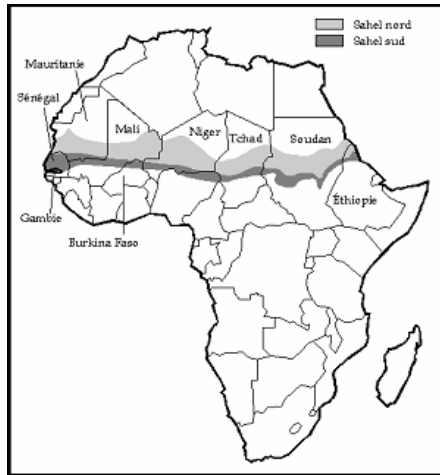 Sahel nord
Sahel sud
Mauritanie
Sénégal
Mali
Niger
Tchad
Soudan
Éthiopie
Gambie
Burkina Faso